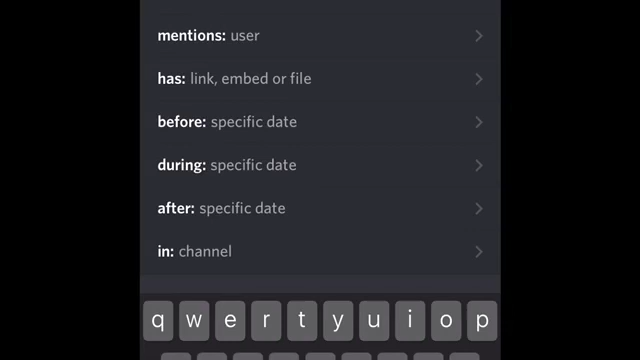 mentions: user
has: link, embed or file
before: specific date
during: specific date
after: specific date
in: channel
q w e r t y u i o p